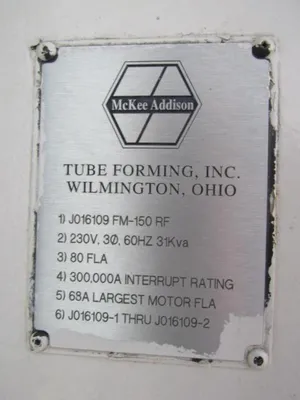 McKee Addison
TUBE FORMING, INC.
WILMINGTON, OHIO
1) J016109 FM-150 RF
2) 230V, 3Ø, 60HZ 31Kva
3) 80 FLA
4) 300,000A INTERRUPT RATING
5) 68A LARGEST MOTOR FLA
6) J016109-1 THRU J016109-2